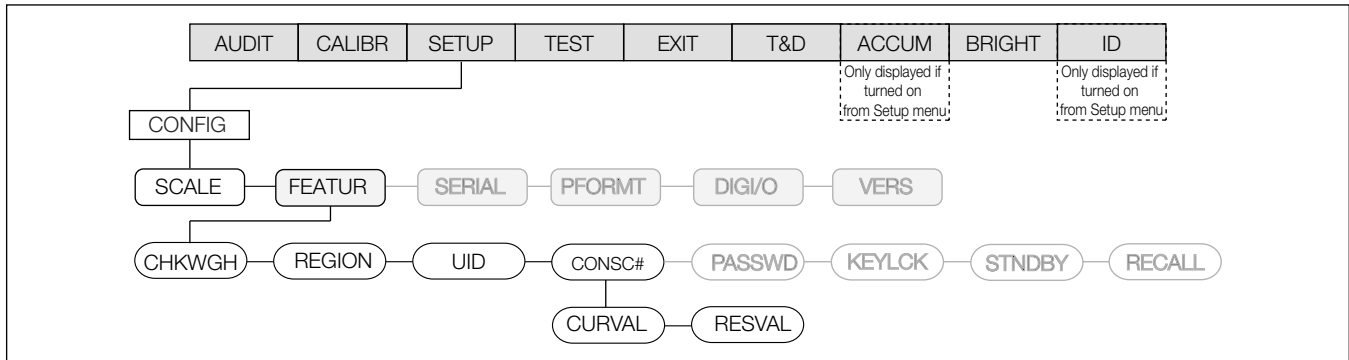 AUDIT CALIBR SETUP TEST EXIT T&D ACCUM BRIGHT ID
Only displayed if turned on from Setup menu
Only displayed if turned on from Setup menu
CONFIG
SCALE FEATUR SERIAL PFORMT DIGI/O VERS
CHKWGH REGION UID CONSC# PASSWD KEYLCK STNDBY RECALL
CURVAL RESVAL